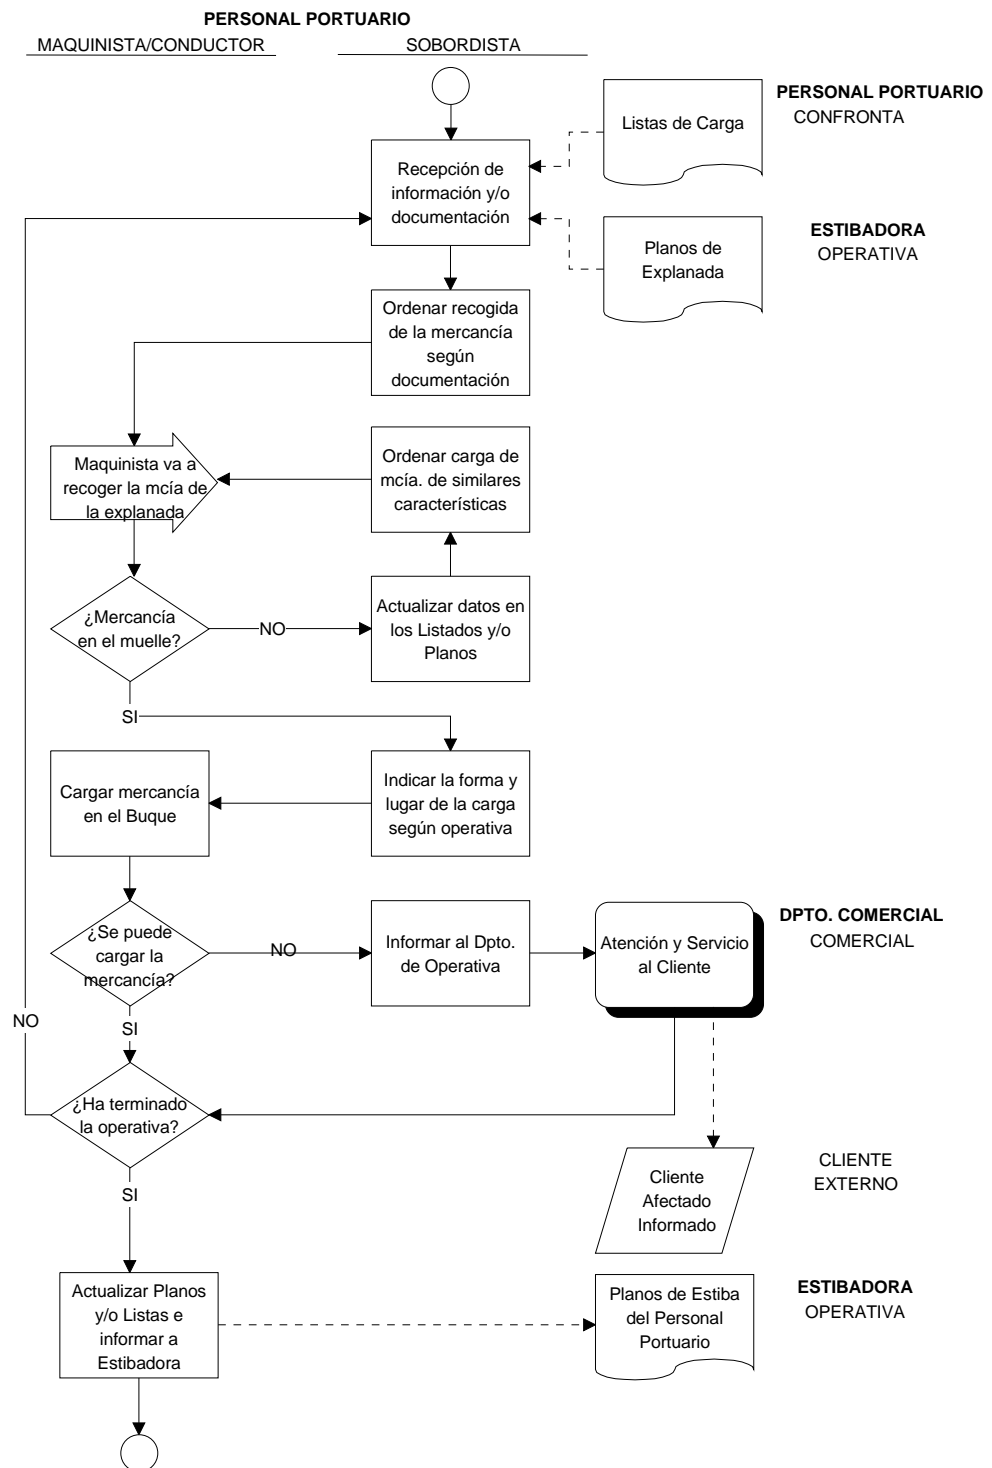 PERSONAL PORTUARIO
MAQUINISTA/CONDUCTOR
SOBORDISTA
Listas de Carga
PERSONAL PORTUARIO
CONFRONTA
Recepción de
información y/o
documentación
Planos de
Explanada
ESTIBADORA
OPERATIVA
Ordenar recogida
de la mercancía
según
documentación
Maquinista va a
recoger la mcía de
la explanada
Ordenar carga de
mcía. de similares
características
¿Mercancía
en el muelle?
NO
Actualizar datos en
los Listados y/o
Planos
SI
Cargar mercancía
en el Buque
Indicar la forma y
lugar de la carga
según operativa
¿Se puede
cargar la
mercancía?
NO
Informar al Dpto.
de Operativa
Atención y Servicio
al Cliente
DPTO. COMERCIAL
COMERCIAL
NO
SI
¿Ha terminado
la operativa?
SI
Cliente
Afectado
Informado
CLIENTE
EXTERNO
Actualizar Planos
y/o Listas e
informar a
Estibadora
Planos de Estiba
del Personal
Portuario
ESTIBADORA
OPERATIVA